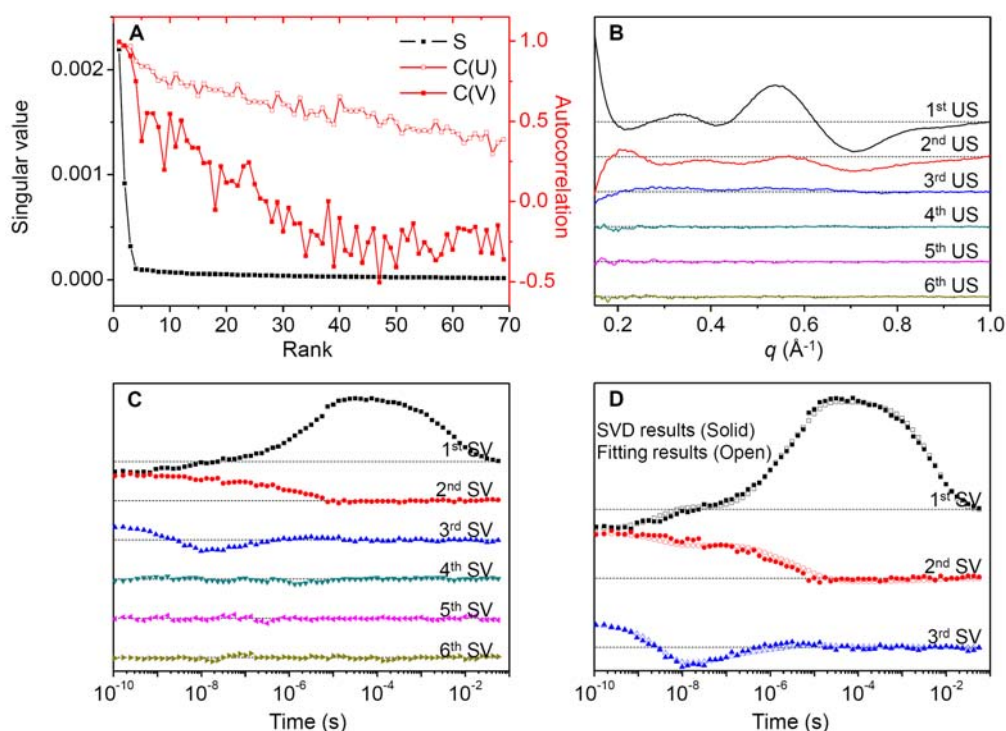 A
S
C(U)
C(V)
0.002
0.001
0.000
Singular value
1.0
0.5
0.0
-0.5
Autocorrelation
0 10 20 30 40 50 60 70
Rank
B
1st US
2nd US
3rd US
4th US
5th US
6th US
0.2 0.4 0.6 0.8 1.0
q (Å-1)
C
1st SV
2nd SV
3rd SV
4th SV
5th SV
6th SV
10-10 10-8 10-6 10-4 10-2
Time (s)
D
SVD results (Solid)
Fitting results (Open)
1st SV
2nd SV
3rd SV
10-10 10-8 10-6 10-4 10-2
Time (s)